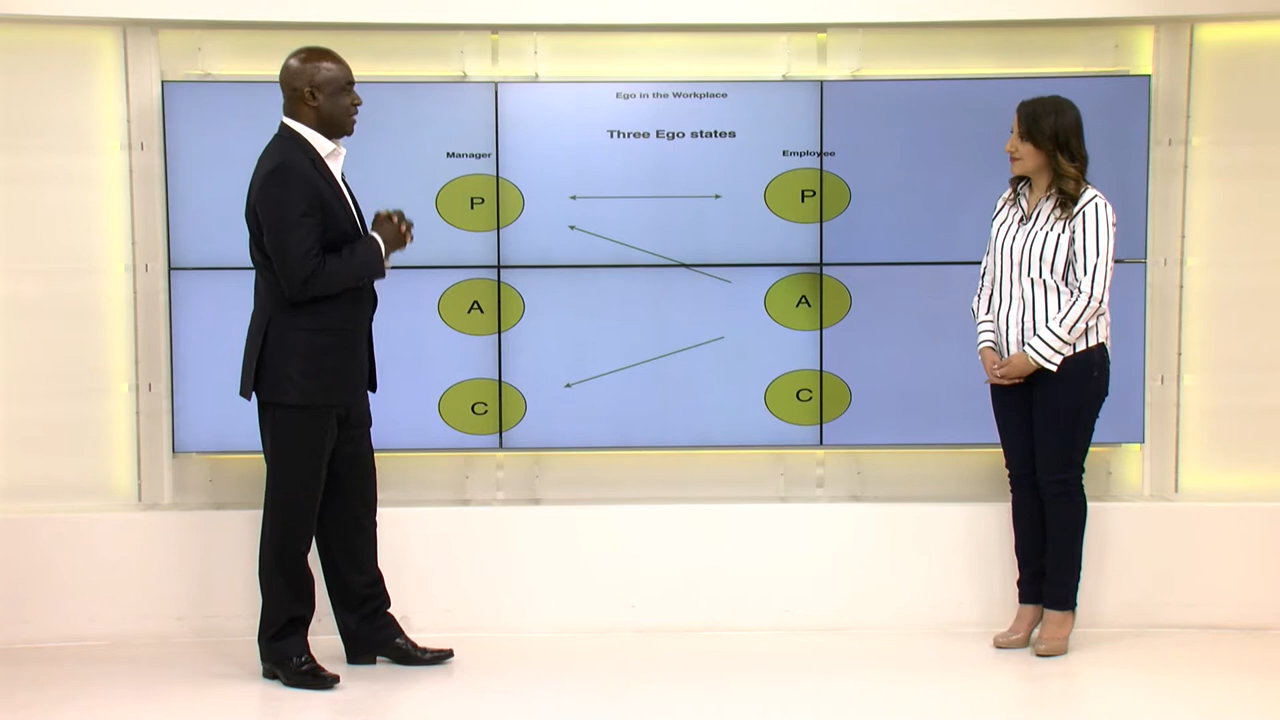 Ego in the Workplace
Three Ego states
Manager
Employee
P
P
A
A
C
C